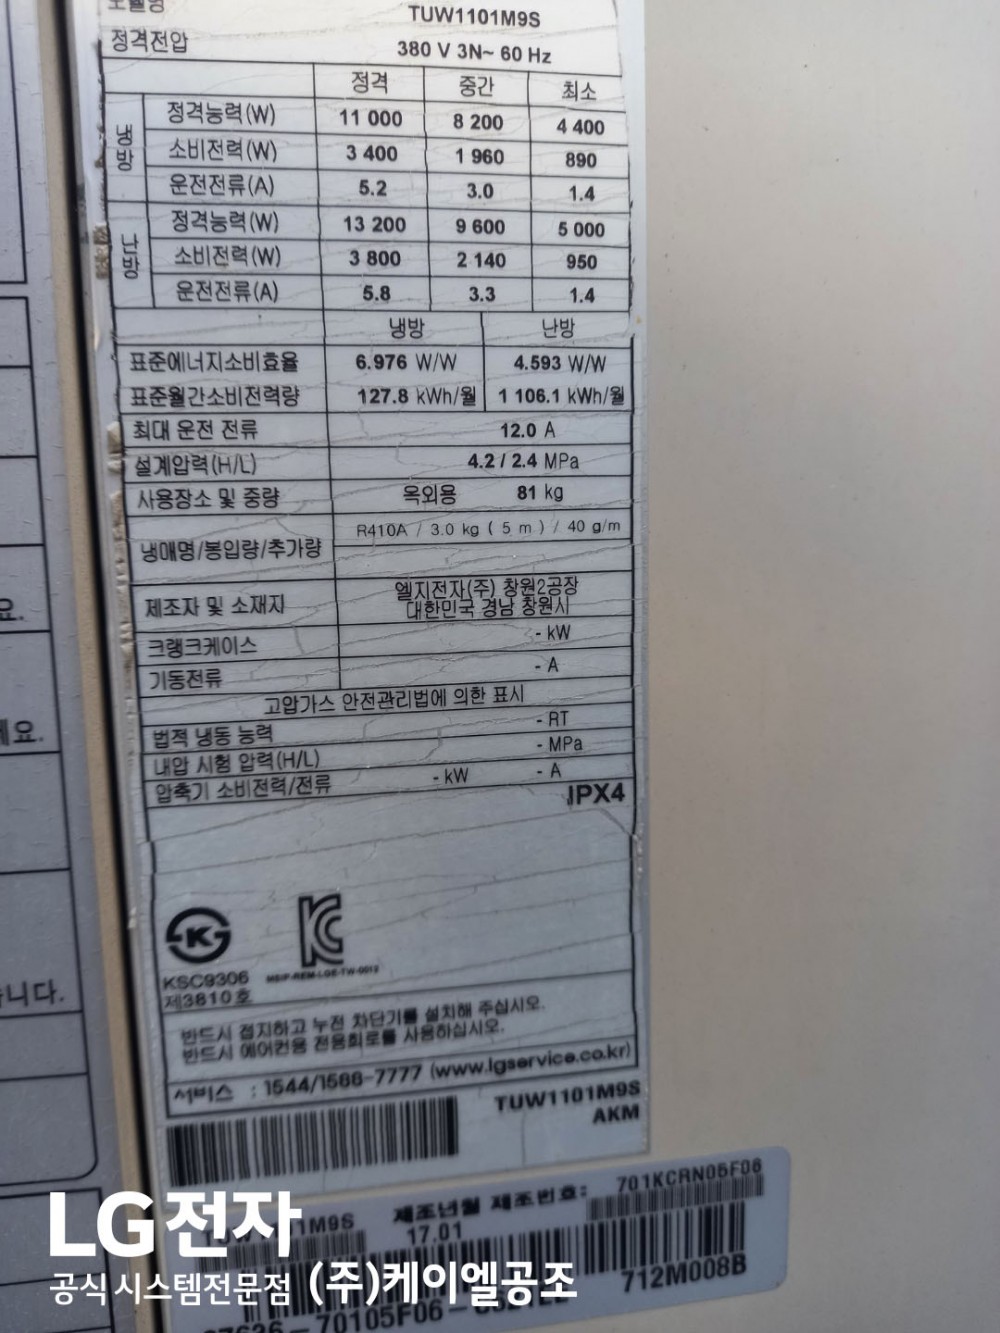 모델명 TUW1101M9S
정격전압 380 V 3N~ 60 Hz
정격 중간 최소
냉방
정격능력(W) 11 000 8 200 4 400
소비전력(W) 3 400 1 960 890
운전전류(A) 5.2 3.0 1.4
난방
정격능력(W) 13 200 9 600 5 000
소비전력(W) 3 800 2 140 950
운전전류(A) 5.8 3.3 1.4
냉방 난방
표준에너지소비효율 6.976 W/W 4.593 W/W
표준월간소비전력량 127.8 kWh/월 1 106.1 kWh/월
최대 운전 전류 12.0 A
설계압력(H/L) 4.2 / 2.4 MPa
사용장소 및 중량 옥외용 81 kg
냉매명/봉입량/추가량 R410A / 3.0 kg ( 5 m ) / 40 g/m
제조자 및 소재지 엘지전자(주) 창원2공장
대한민국 경남 창원시
크랭크케이스 - kW
기동전류 - A
고압가스 안전관리법에 의한 표시
법적 냉동 능력 - RT
내압 시험 압력(H/L) - MPa
압축기 소비전력/전류 - kW - A
IPX4
요.
세요.
습니다.
KSC9306
제3810호
MSIP-REM-LGE-TW-0013
반드시 접지하고 누전 차단기를 설치해 주십시오.
반드시 에어컨용 전용회로를 사용하십시오.
서비스 : 1544/1588-7777 (www.lgservice.co.kr)
TUW1101M9S
AKM
제조년월 제조번호: 701KCRN05F06
17.01
712M008B
LG전자
공식 시스템전문점 (주)케이엘공조